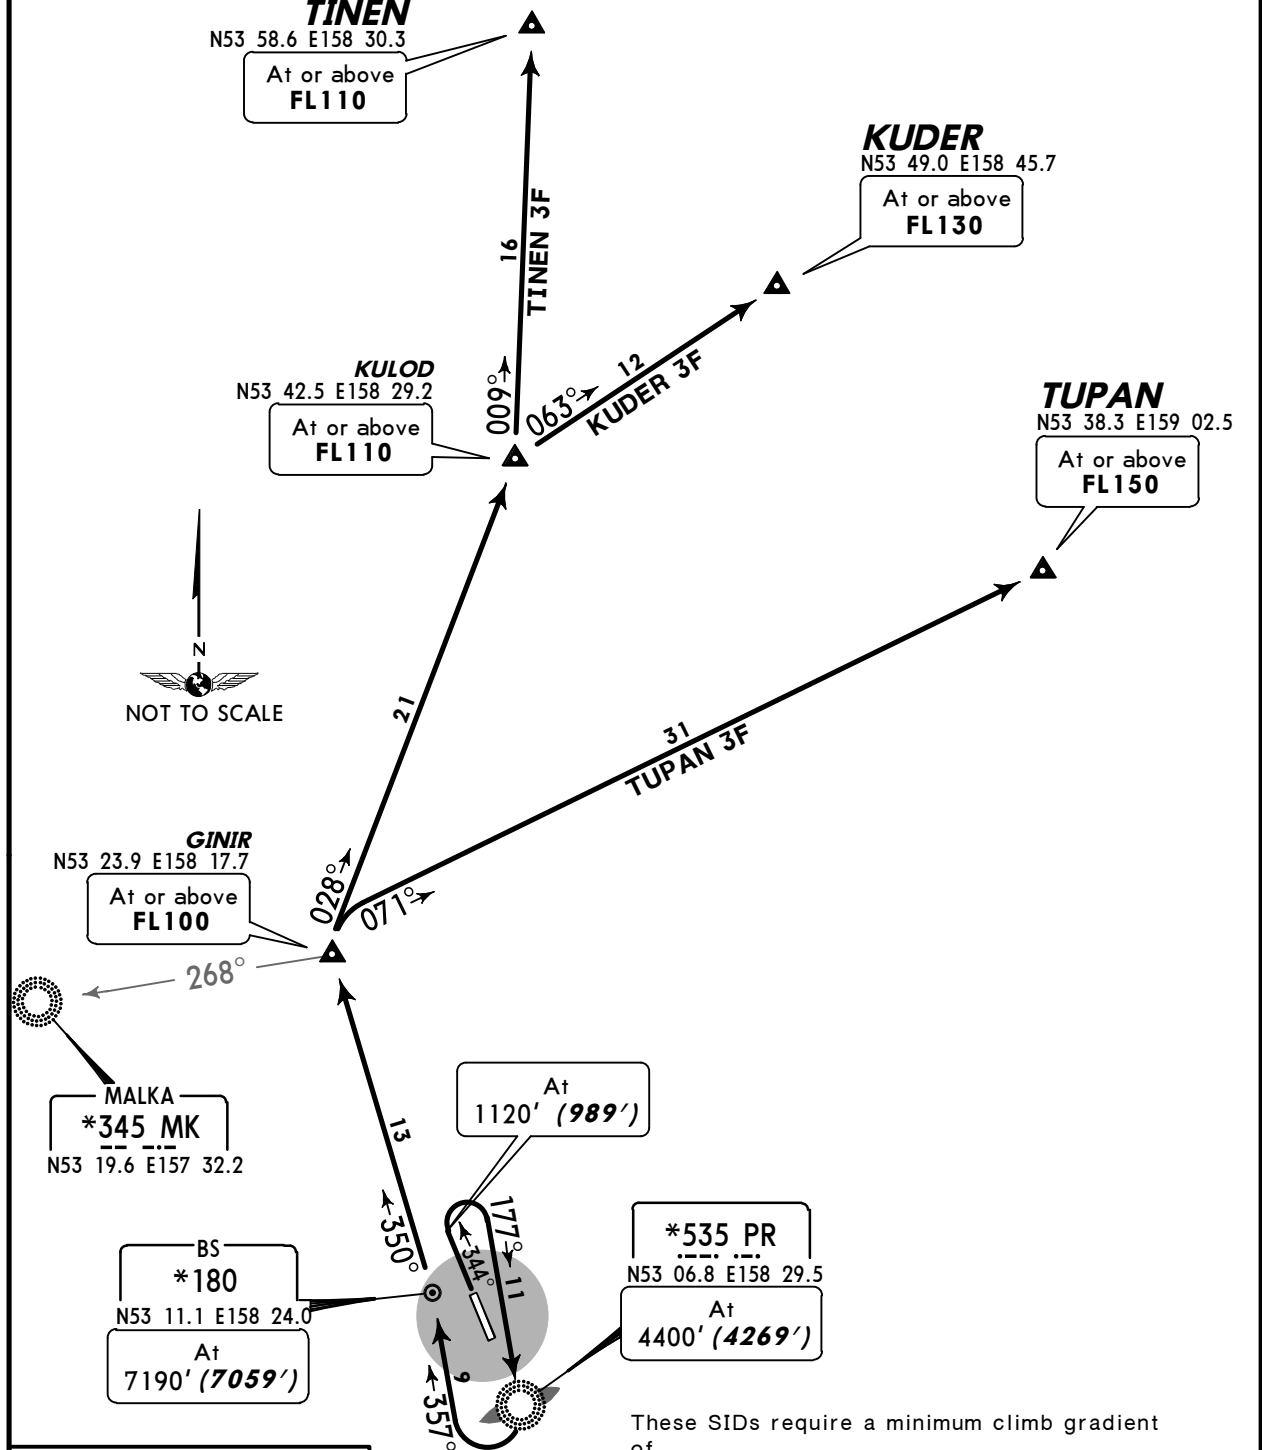 TINEN
N53 58.6 E158 30.3
At or above
FL110
KUDER
N53 49.0 E158 45.7
At or above
FL130
16
TINEN 3F
12
KUDER 3F
009°
063°
KULOD
N53 42.5 E158 29.2
At or above
FL110
TUPAN
N53 38.3 E159 02.5
At or above
FL150
N
NOT TO SCALE
21
31
TUPAN 3F
GINIR
N53 23.9 E158 17.7
At or above
FL100
028°
071°
268°
MALKA
*345 MK
N53 19.6 E157 32.2
13
350°
At
1120' (989')
177°
344°
11
*535 PR
N53 06.8 E158 29.5
At
4400' (4269')
BS
*180
N53 11.1 E158 24.0
At
7190' (7059')
9
357°
These SIDs require a minimum climb gradient
of